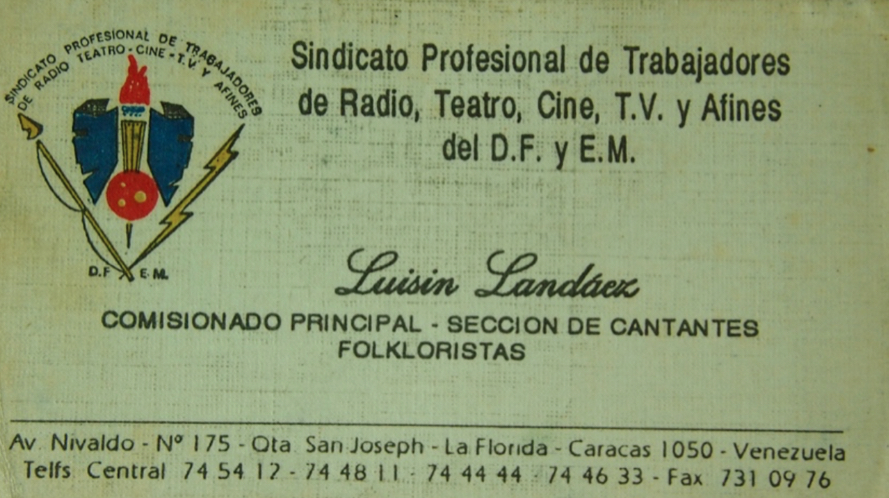 SINDICATO PROFESIONAL DE TRABAJADORES
DE RADIO TEATRO - CINE - T.V. Y AFINES
D.F E.M.
Sindicato Profesional de Trabajadores
de Radio, Teatro, Cine, T.V. y Afines
del D.F. y E.M.
Luisin Landáez
COMISIONADO PRINCIPAL - SECCION DE CANTANTES
FOLKLORISTAS
Av. Nivaldo - Nº 175 - Qta. San Joseph - La Florida - Caracas 1050 - Venezuela
Telfs. Central 74 54 12 - 74 48 11 - 74 44 44 - 74 46 33 - Fax 731 09 76